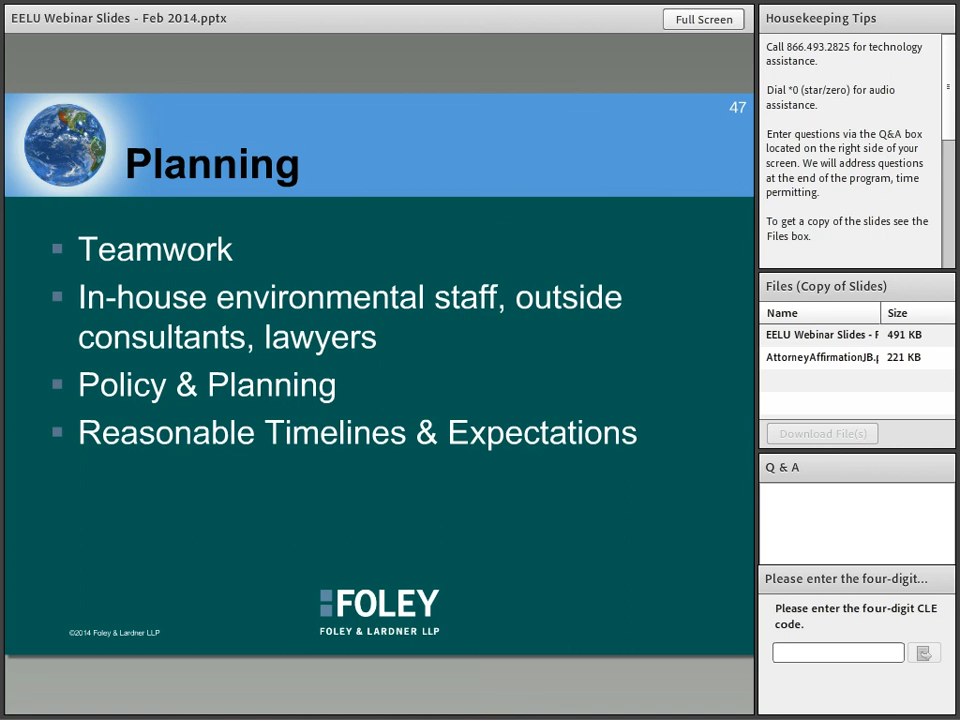 EELU Webinar Slides - Feb 2014.pptx
Full Screen
47
Planning
Teamwork
In-house environmental staff, outside
consultants, lawyers
Policy & Planning
Reasonable Timelines & Expectations
FOLEY
FOLEY & LARDNER LLP
©2014 Foley & Lardner LLP
Housekeeping Tips
Call 866.493.2825 for technology
assistance.
Dial *0 (star/zero) for audio
assistance.
Enter questions via the Q&A box
located on the right side of your
screen. We will address questions
at the end of the program, time
permitting.
To get a copy of the slides see the
Files box.
Files (Copy of Slides)
Name Size
EELU Webinar Slides - F 491 KB
AttorneyAffirmationJB.p 221 KB
Download File(s)
Q & A
Please enter the four-digit...
Please enter the four-digit CLE
code.